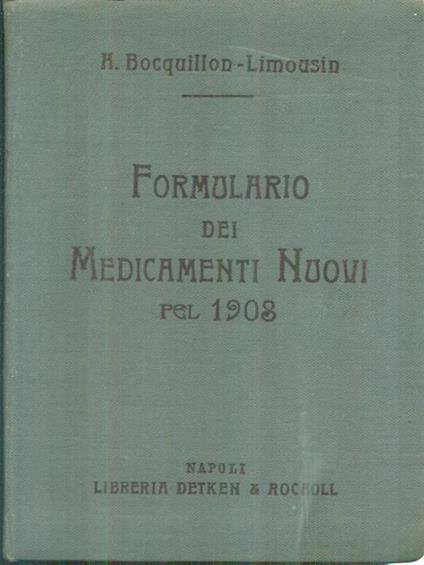 H. Bocquillon-Limousin
Formulario
dei
Medicamenti Nuovi
pel 1908
Napoli
Libreria Detken & Rocholl